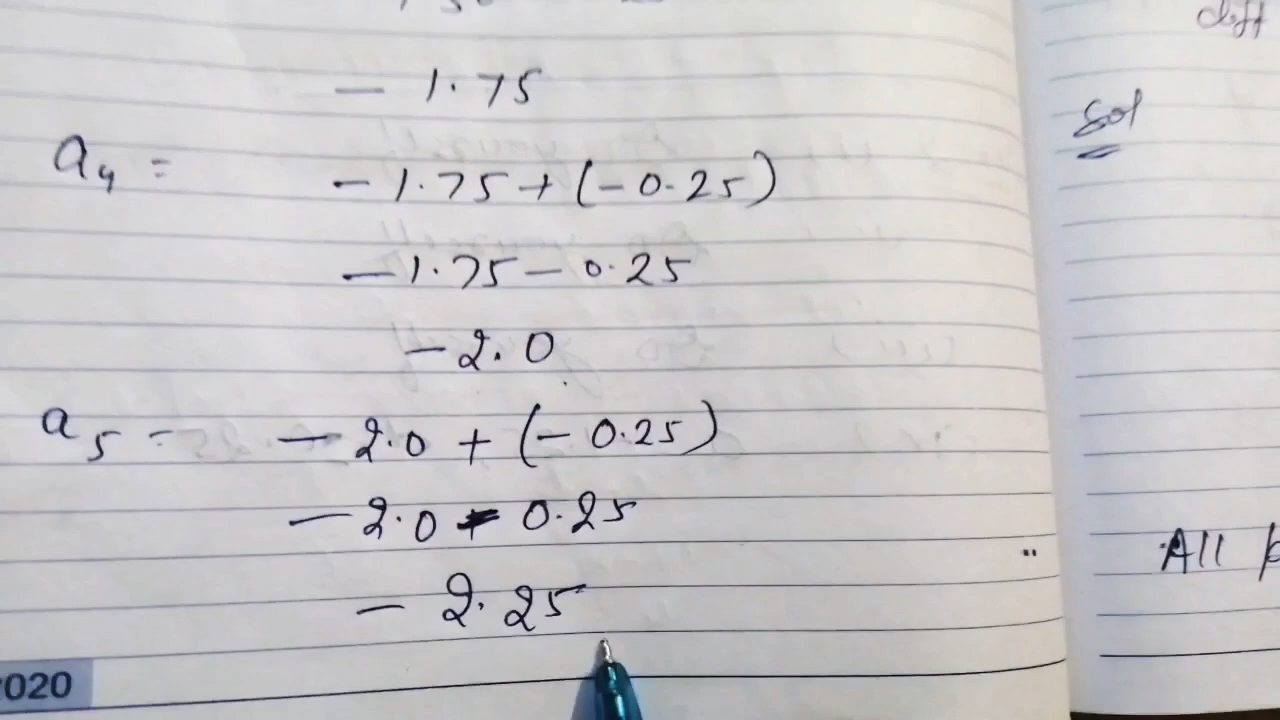 - 1.75
a4 = - 1.75 + (- 0.25)
- 1.75 - 0.25
- 2.0
a5 = - 2.0 + (- 0.25)
- 2.0 - 0.25
- 2.25
diff
Sol
All